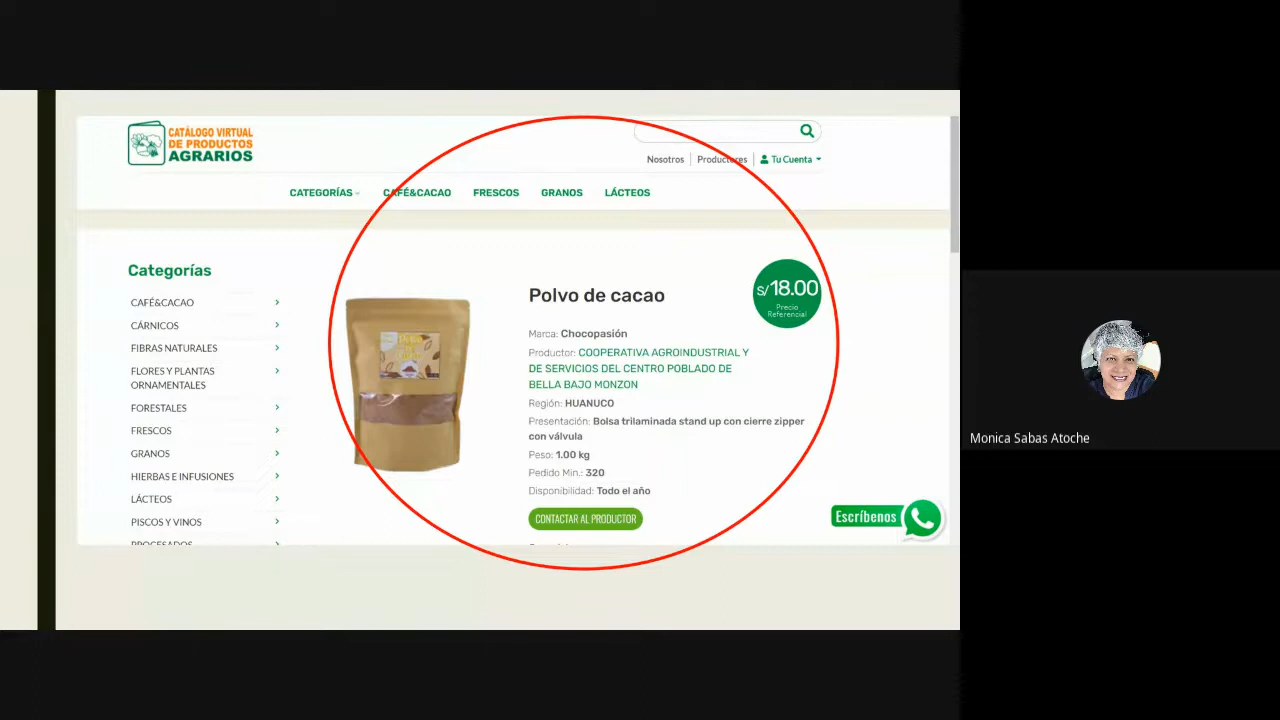 CATÁLOGO VIRTUAL
DE PRODUCTOS
AGRARIOS
Nosotros
Productores
Tu Cuenta
CATEGORÍAS
CAFÉ&CACAO
FRESCOS
GRANOS
LÁCTEOS
Categorías
CAFÉ&CACAO
CÁRNICOS
FIBRAS NATURALES
FLORES Y PLANTAS
ORNAMENTALES
FORESTALES
FRESCOS
GRANOS
HIERBAS E INFUSIONES
LÁCTEOS
PISCOS Y VINOS
PROCESADOS
Polvo de cacao
S/18.00
Precio
Referencial
Marca: Chocopasión
Productor: COOPERATIVA AGROINDUSTRIAL Y
DE SERVICIOS DEL CENTRO POBLADO DE
BELLA BAJO MONZON
Región: HUANUCO
Presentación: Bolsa trilaminada stand up con cierre zipper
con válvula
Peso: 1.00 kg
Pedido Min.: 320
Disponibilidad: Todo el año
CONTACTAR AL PRODUCTOR
Escríbenos
Monica Sabas Atoche